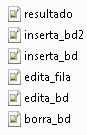 resultado
inserta_bd2
inserta_bd
edita_fila
edita_bd
borra_bd